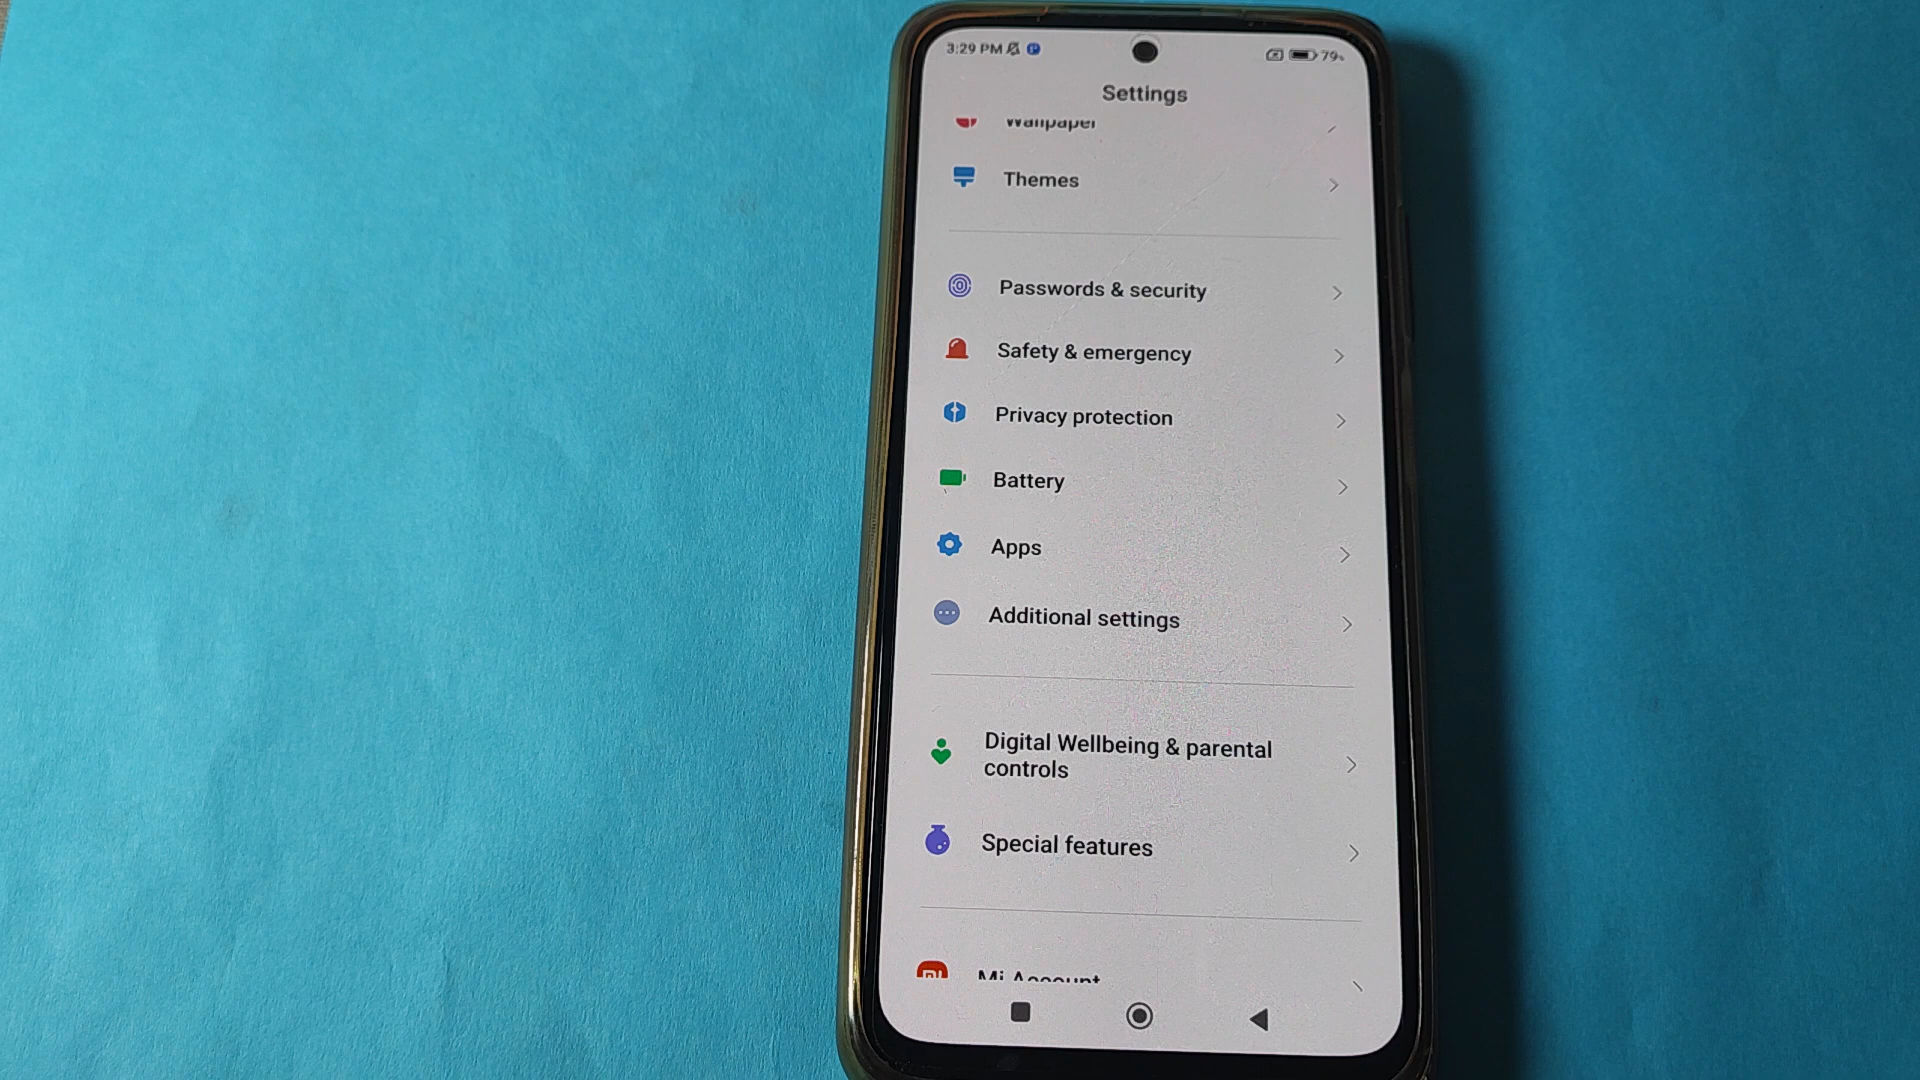 3:29 PM
79%
Settings
Wallpaper
Themes
Passwords & security
Safety & emergency
Privacy protection
Battery
Apps
Additional settings
Digital Wellbeing & parental
controls
Special features
Mi Account